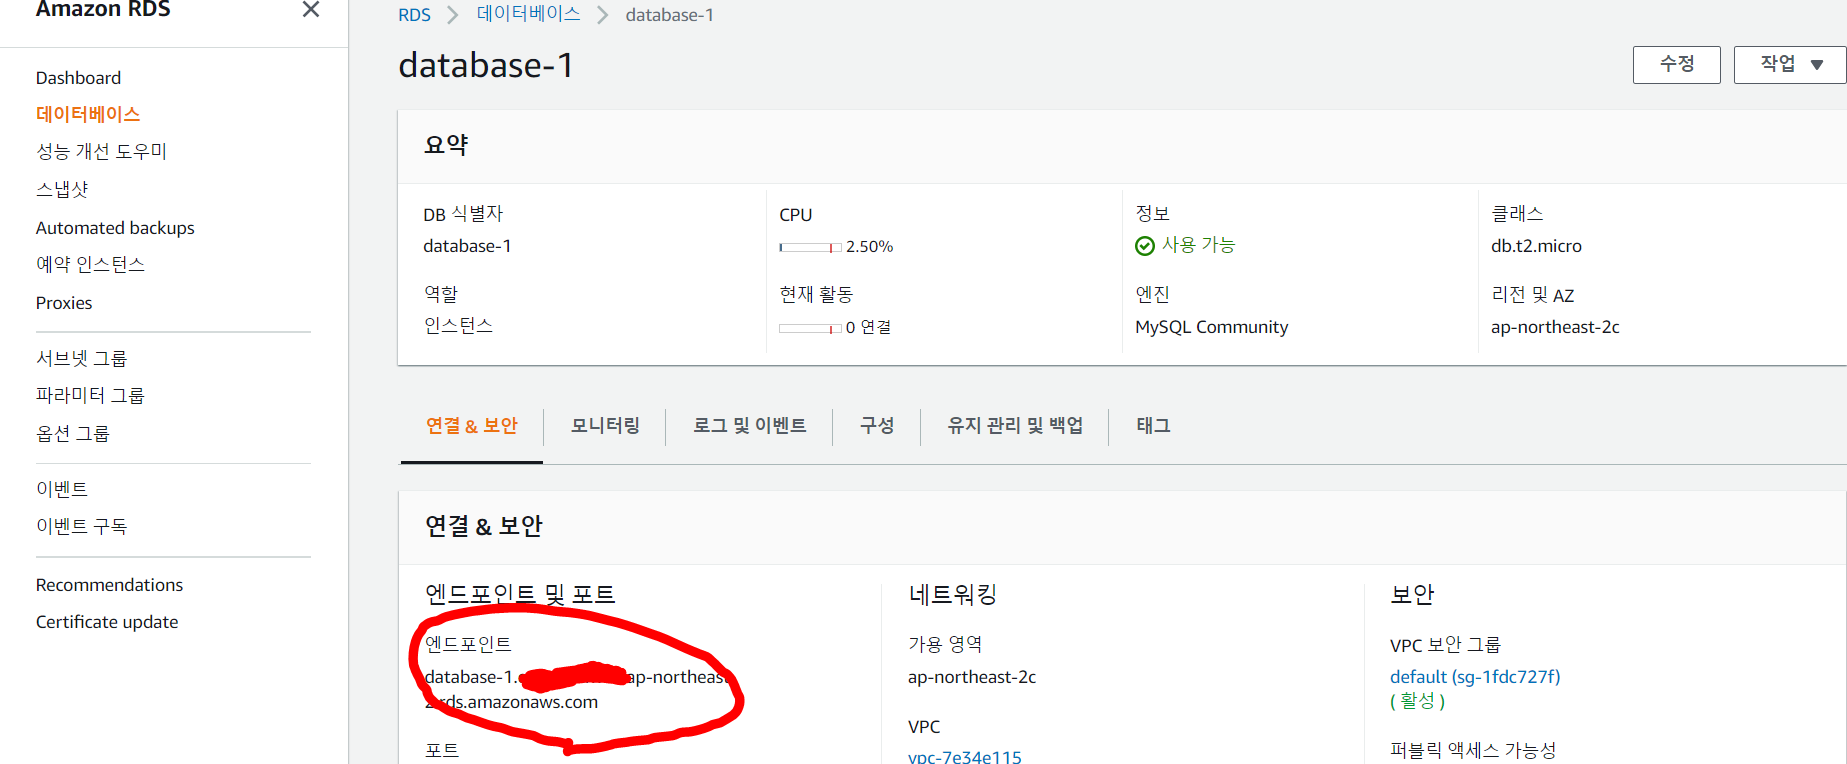 Amazon RDS
Dashboard
데이터베이스
성능 개선 도우미
스냅샷
Automated backups
예약 인스턴스
Proxies
서브넷 그룹
파라미터 그룹
옵션 그룹
이벤트
이벤트 구독
Recommendations
Certificate update
RDS 데이터베이스 database-1
database-1
수정 작업
요약
DB 식별자
database-1
역할
인스턴스
CPU
2.50%
현재 활동
0 연결
정보
사용 가능
엔진
MySQL Community
클래스
db.t2.micro
리전 및 AZ
ap-northeast-2c
연결 & 보안 모니터링 로그 및 이벤트 구성 유지 관리 및 백업 태그
연결 & 보안
엔드포인트 및 포트
엔드포인트
database-1. ap-northeast
rds.amazonaws.com
포트
네트워킹
가용 영역
ap-northeast-2c
VPC
vpc-7e34e115
보안
VPC 보안 그룹
default (sg-1fdc727f)
( 활성 )
퍼블릭 액세스 가능성